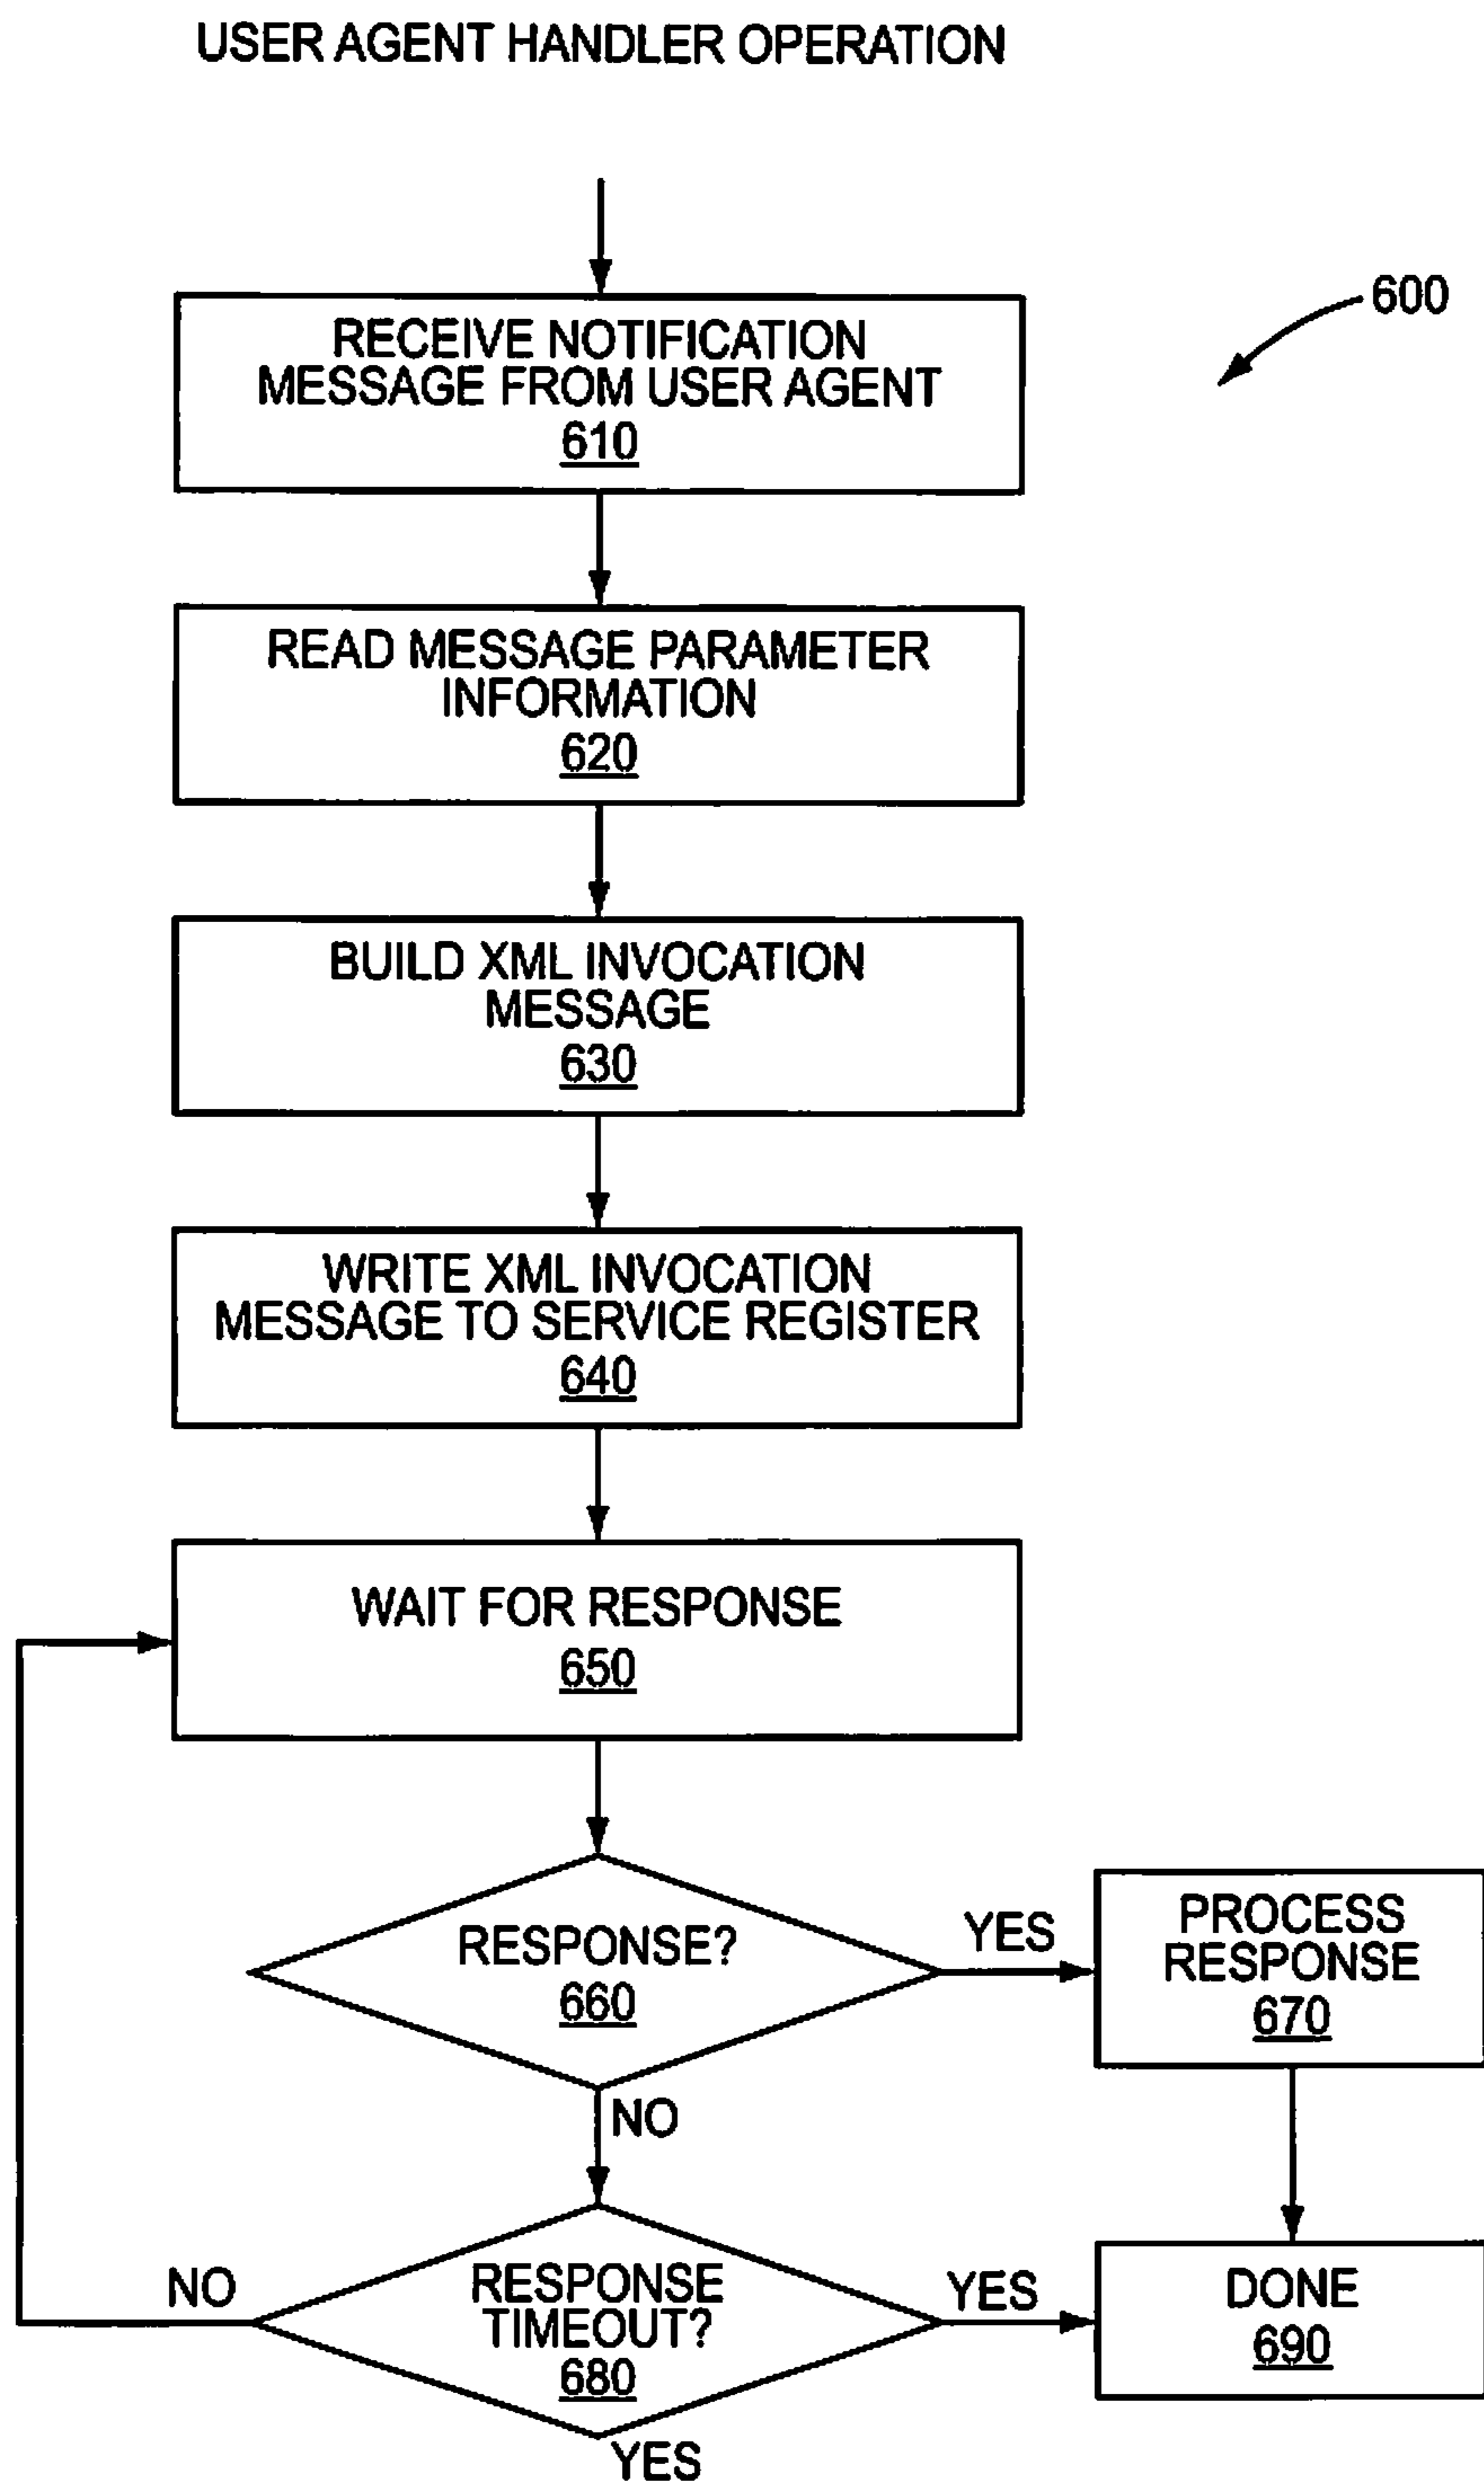 USER AGENT HANDLER OPERATION
600
RECEIVE NOTIFICATION
MESSAGE FROM USER AGENT
610
READ MESSAGE PARAMETER
INFORMATION
620
BUILD XML INVOCATION
MESSAGE
630
WRITE XML INVOCATION
MESSAGE TO SERVICE REGISTER
640
WAIT FOR RESPONSE
650
RESPONSE?
660
YES
PROCESS
RESPONSE
670
NO
RESPONSE
TIMEOUT?
680
NO
YES
DONE
690
YES